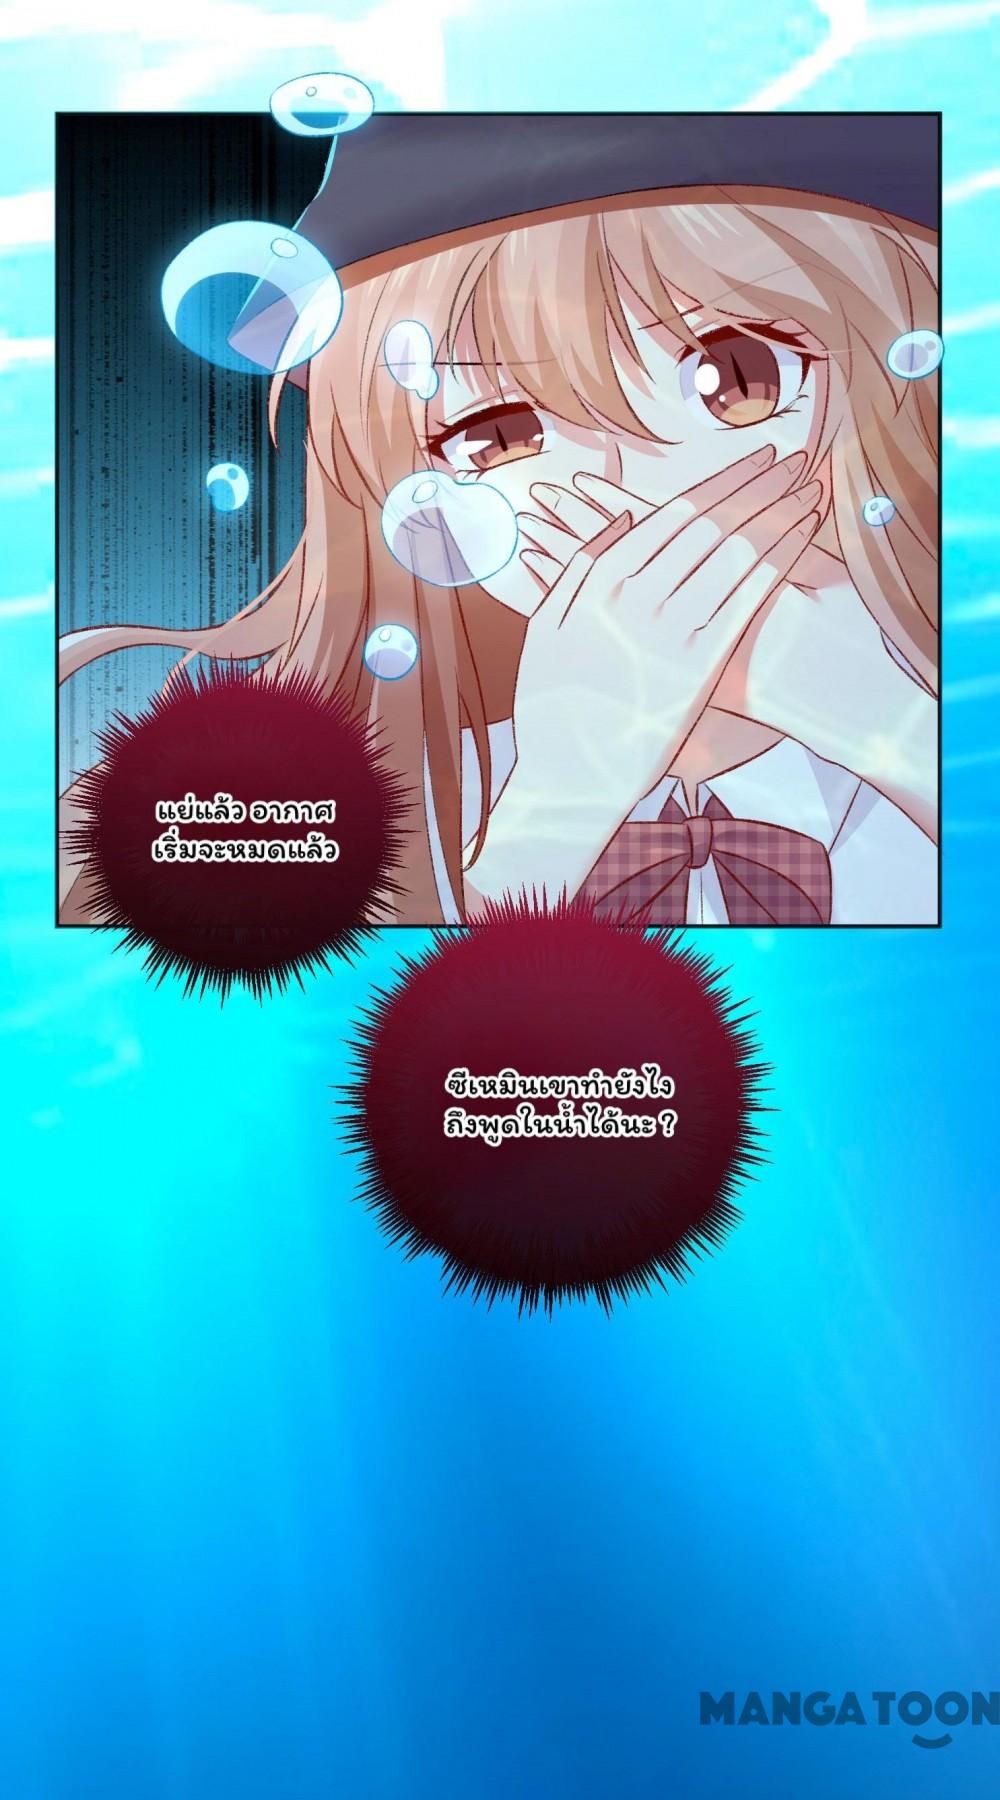 แย่แล้ว อากาศ
เริ่มจะหมดแล้ว
ซีเหมินเขาทำยังไง
ถึงพูดในน้ำได้นะ ?
MANGATOON